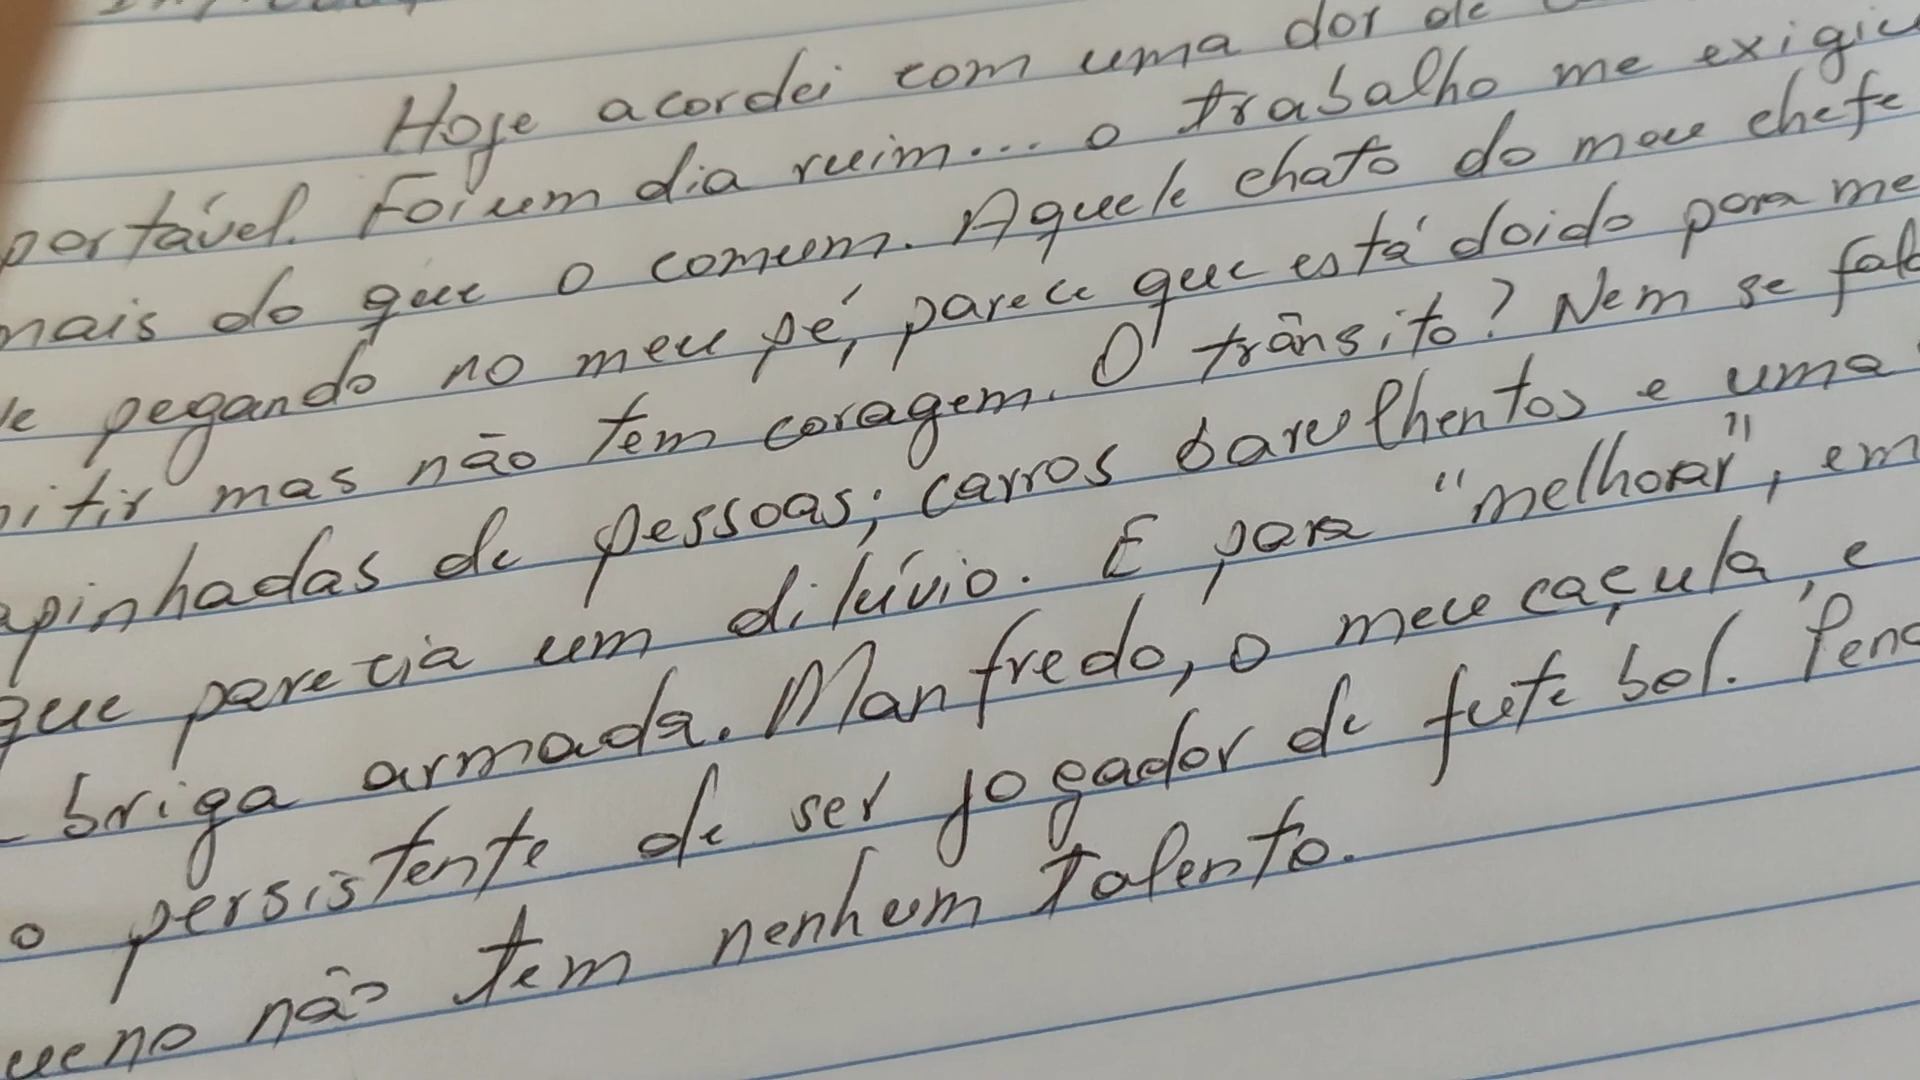 Hoje acordei com uma dor de
portável. Foi um dia ruim... o trabalho me exigiu
mais do que o comum. Aquele chato do meu chefe
pegando no meu pé, parece que está doido para me
mitir mas não tem coragem. O trânsito? Nem se fala
apinhadas de pessoas; carros barulhentos e uma
que parecia um dilúvio. E para "melhorar", em
briga armada. Manfredo, o meu caçula, e
o persistente de ser jogador de futebol. Pena
não tem nenhum talento.